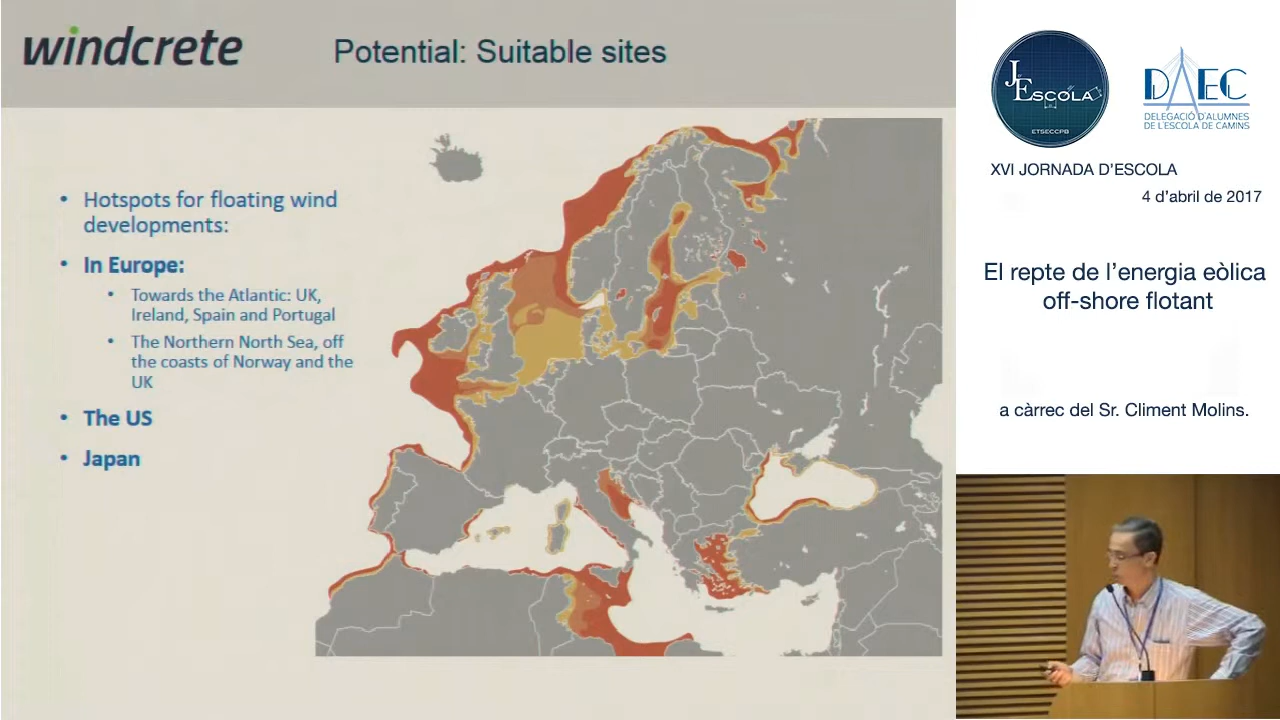 windcrete
Potential: Suitable sites
• Hotspots for floating wind
developments:
• In Europe:
• Towards the Atlantic: UK,
Ireland, Spain and Portugal
• The Northern North Sea, off
the coasts of Norway and the
UK
• The US
• Japan
JESCOLA
ETSECCPB
DAEC
DELEGACIÓ D'ALUMNES
DE L'ESCOLA DE CAMINS
XVI JORNADA D'ESCOLA
4 d'abril de 2017
El repte de l'energia eòlica
off-shore flotant
a càrrec del Sr. Climent Molins.